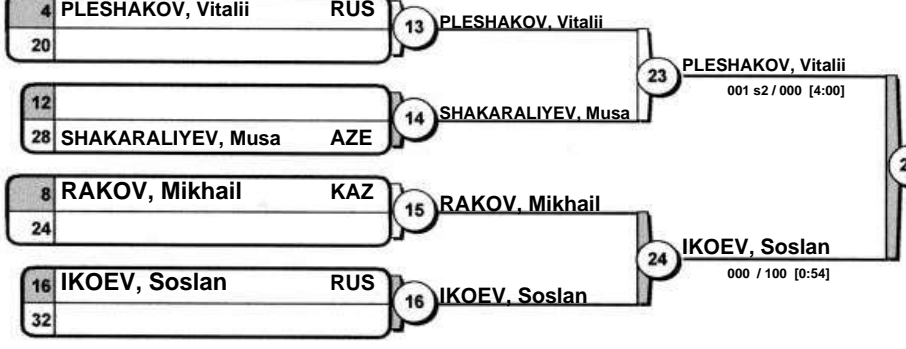 4 PLESHAKOV, Vitalii RUS
20
13
PLESHAKOV, Vitalii
12
28 SHAKARALIYEV, Musa AZE
14
SHAKARALIYEV, Musa
23
PLESHAKOV, Vitalii
001 s2 / 000 [4:00]
8 RAKOV, Mikhail KAZ
24
15
RAKOV, Mikhail
16 IKOEV, Soslan RUS
32
16
IKOEV, Soslan
24
IKOEV, Soslan
000 / 100 [0:54]